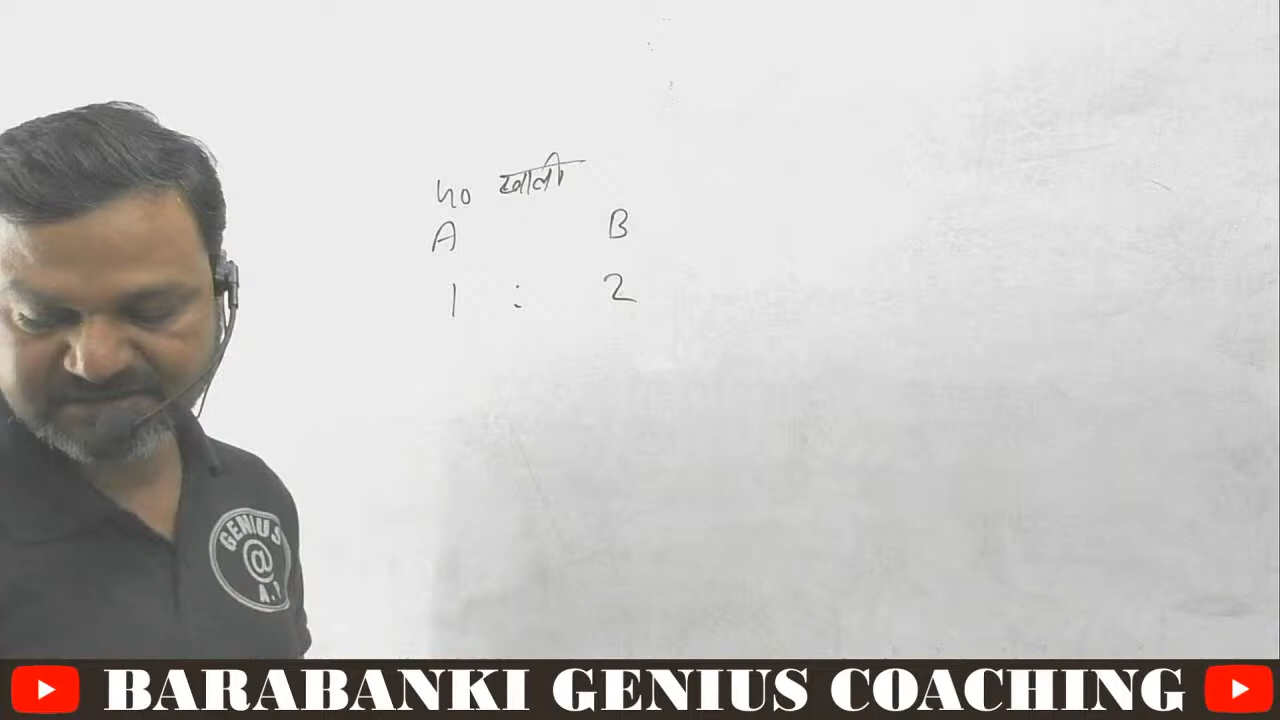 40 खाली
A B
1 : 2
GENIUS
@
BARABANKI GENIUS COACHING